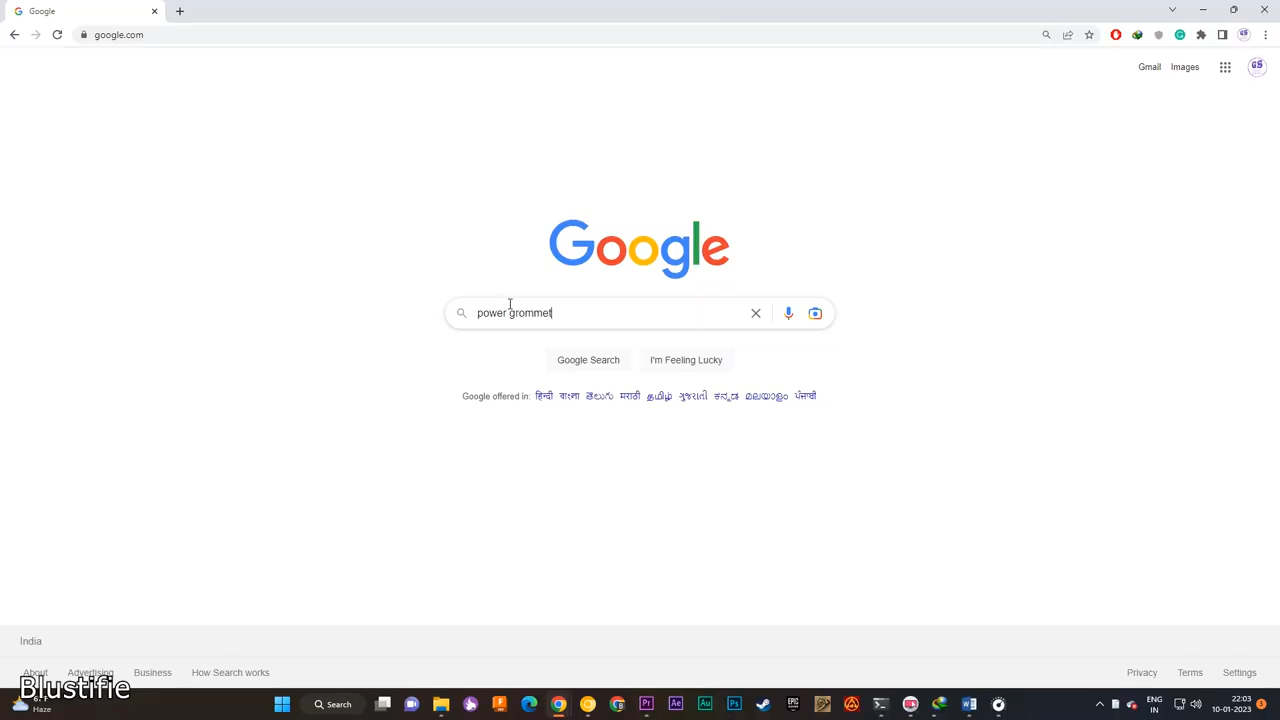 Google
google.com
Gmail Images
Google
power grommet
Google Search I'm Feeling Lucky
Google offered in: हिन्दी বাংলা తెలుగు मराठी தமிழ் ગુજરાતી ಕನ್ನಡ മലയാളം ਪੰਜਾਬੀ
India
About Advertising Business How Search works Privacy Terms Settings
Blustifie
Haze
Search
ENG
IN
22:03
10-01-2023